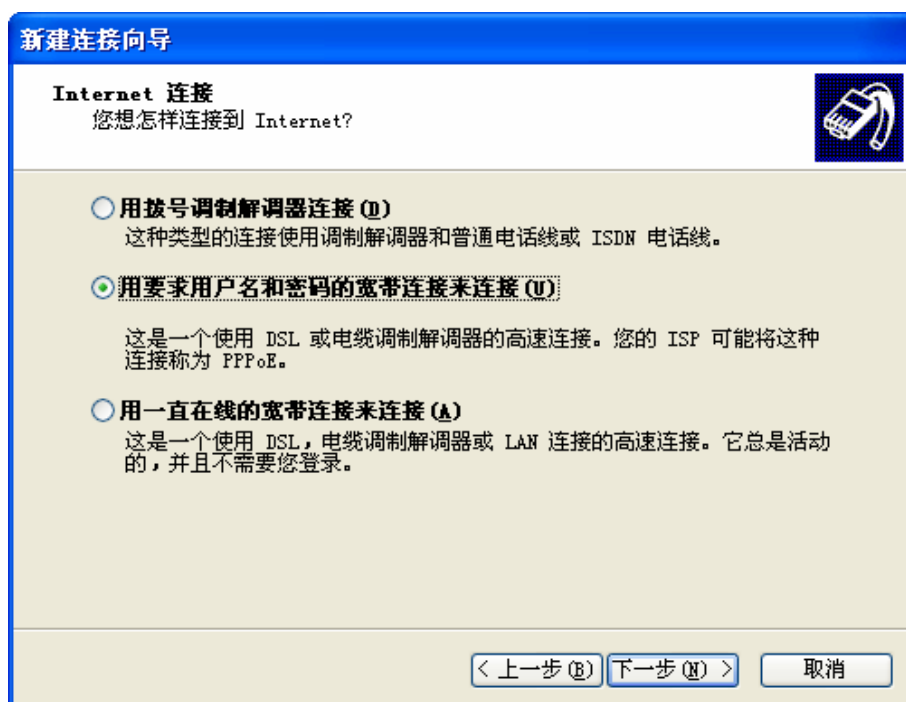 新建连接向导
Internet 连接
您想怎样连接到 Internet?
用拨号调制解调器连接(D)
这种类型的连接使用调制解调器和普通电话线或 ISDN 电话线。
用要求用户名和密码的宽带连接来连接(U)
这是一个使用 DSL 或电缆调制解调器的高速连接。您的 ISP 可能将这种
连接称为 PPPoE。
用一直在线的宽带连接来连接(A)
这是一个使用 DSL,电缆调制解调器或 LAN 连接的高速连接。它总是活动
的,并且不需要您登录。
< 上一步(B) 下一步(N) > 取消